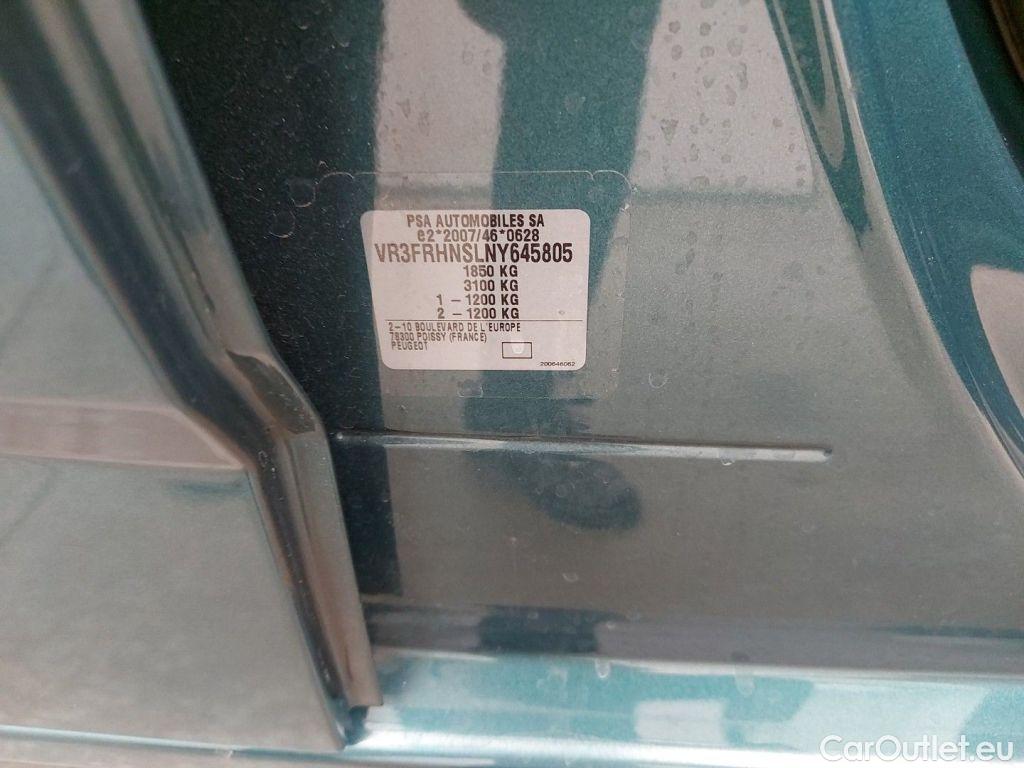 PSA AUTOMOBILES SA
e2*2007/46*0628
VR3FRHNSLNY645805
1850 KG
3100 KG
1 – 1200 KG
2 – 1200 KG
2–10 BOULEVARD DE L'EUROPE
78300 POISSY (FRANCE)
PEUGEOT
200646062
CarOutlet.eu